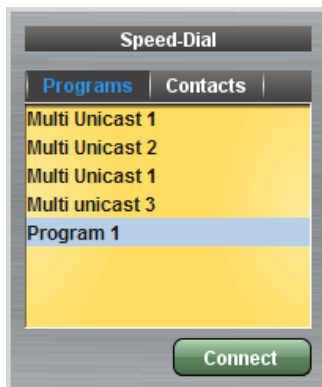 Speed-Dial
Programs Contacts
Multi Unicast 1
Multi Unicast 2
Multi Unicast 1
Multi unicast 3
Program 1
Connect